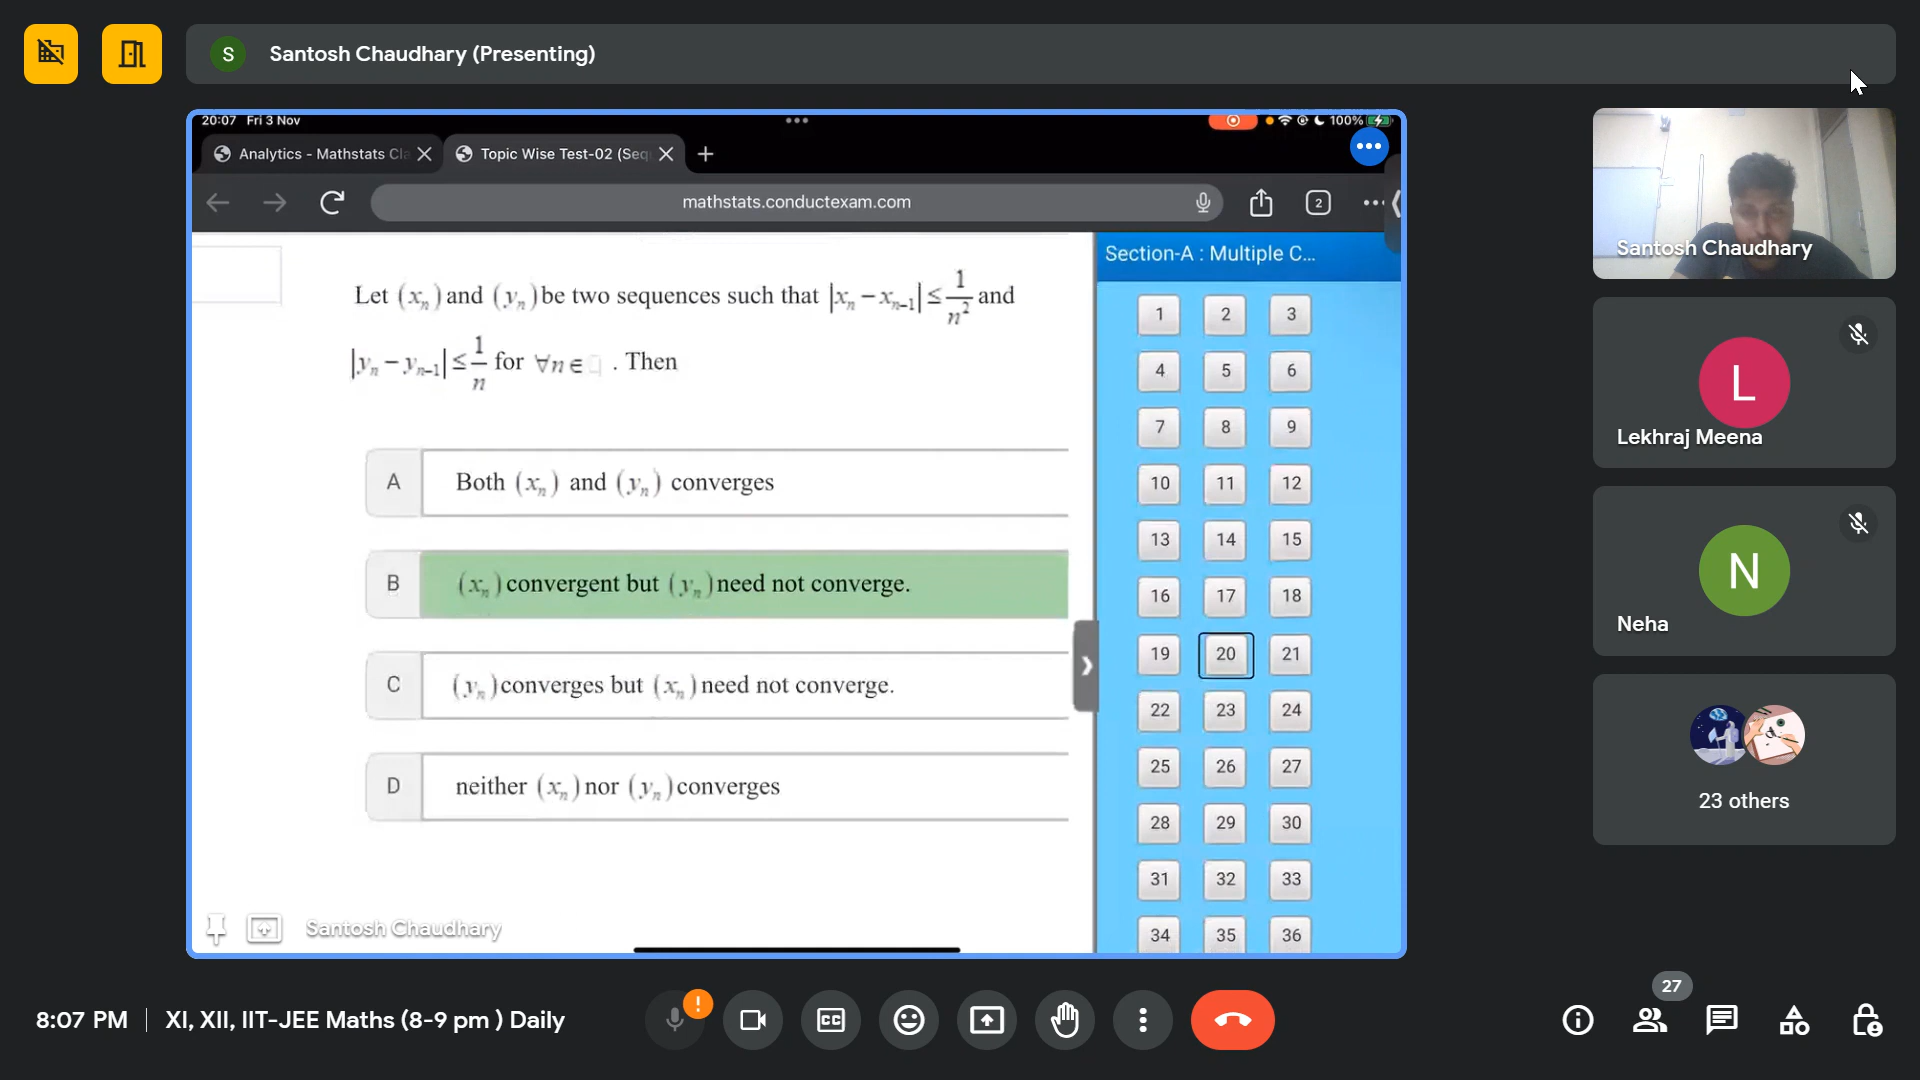 S Santosh Chaudhary (Presenting)
20:07 Fri 3 Nov
100%
Analytics - Mathstats Cla
Topic Wise Test-02 (Seq
mathstats.conductexam.com
2
Let (xₙ) and (yₙ) be two sequences such that |xₙ − xₙ₋₁| ≤ 1/n² and
|yₙ − yₙ₋₁| ≤ 1/n for ∀n ∈ □ . Then
A Both (xₙ) and (yₙ) converges
B (xₙ) convergent but (yₙ) need not converge.
C (yₙ) converges but (xₙ) need not converge.
D neither (xₙ) nor (yₙ) converges
Santosh Chaudhary
Section-A : Multiple C...
1 2 3
4 5 6
7 8 9
10 11 12
13 14 15
16 17 18
19 20 21
22 23 24
25 26 27
28 29 30
31 32 33
34 35 36
Santosh Chaudhary
L
Lekhraj Meena
N
Neha
23 others
8:07 PM | XI, XII, IIT-JEE Maths (8-9 pm ) Daily
CC
27